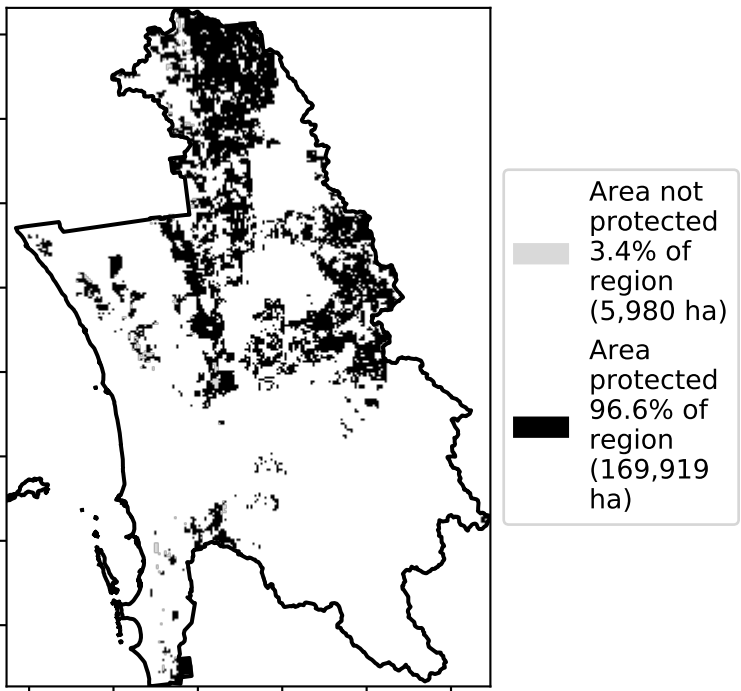 Area not
protected
3.4% of
region
(5,980 ha)
Area
protected
96.6% of
region
(169,919
ha)